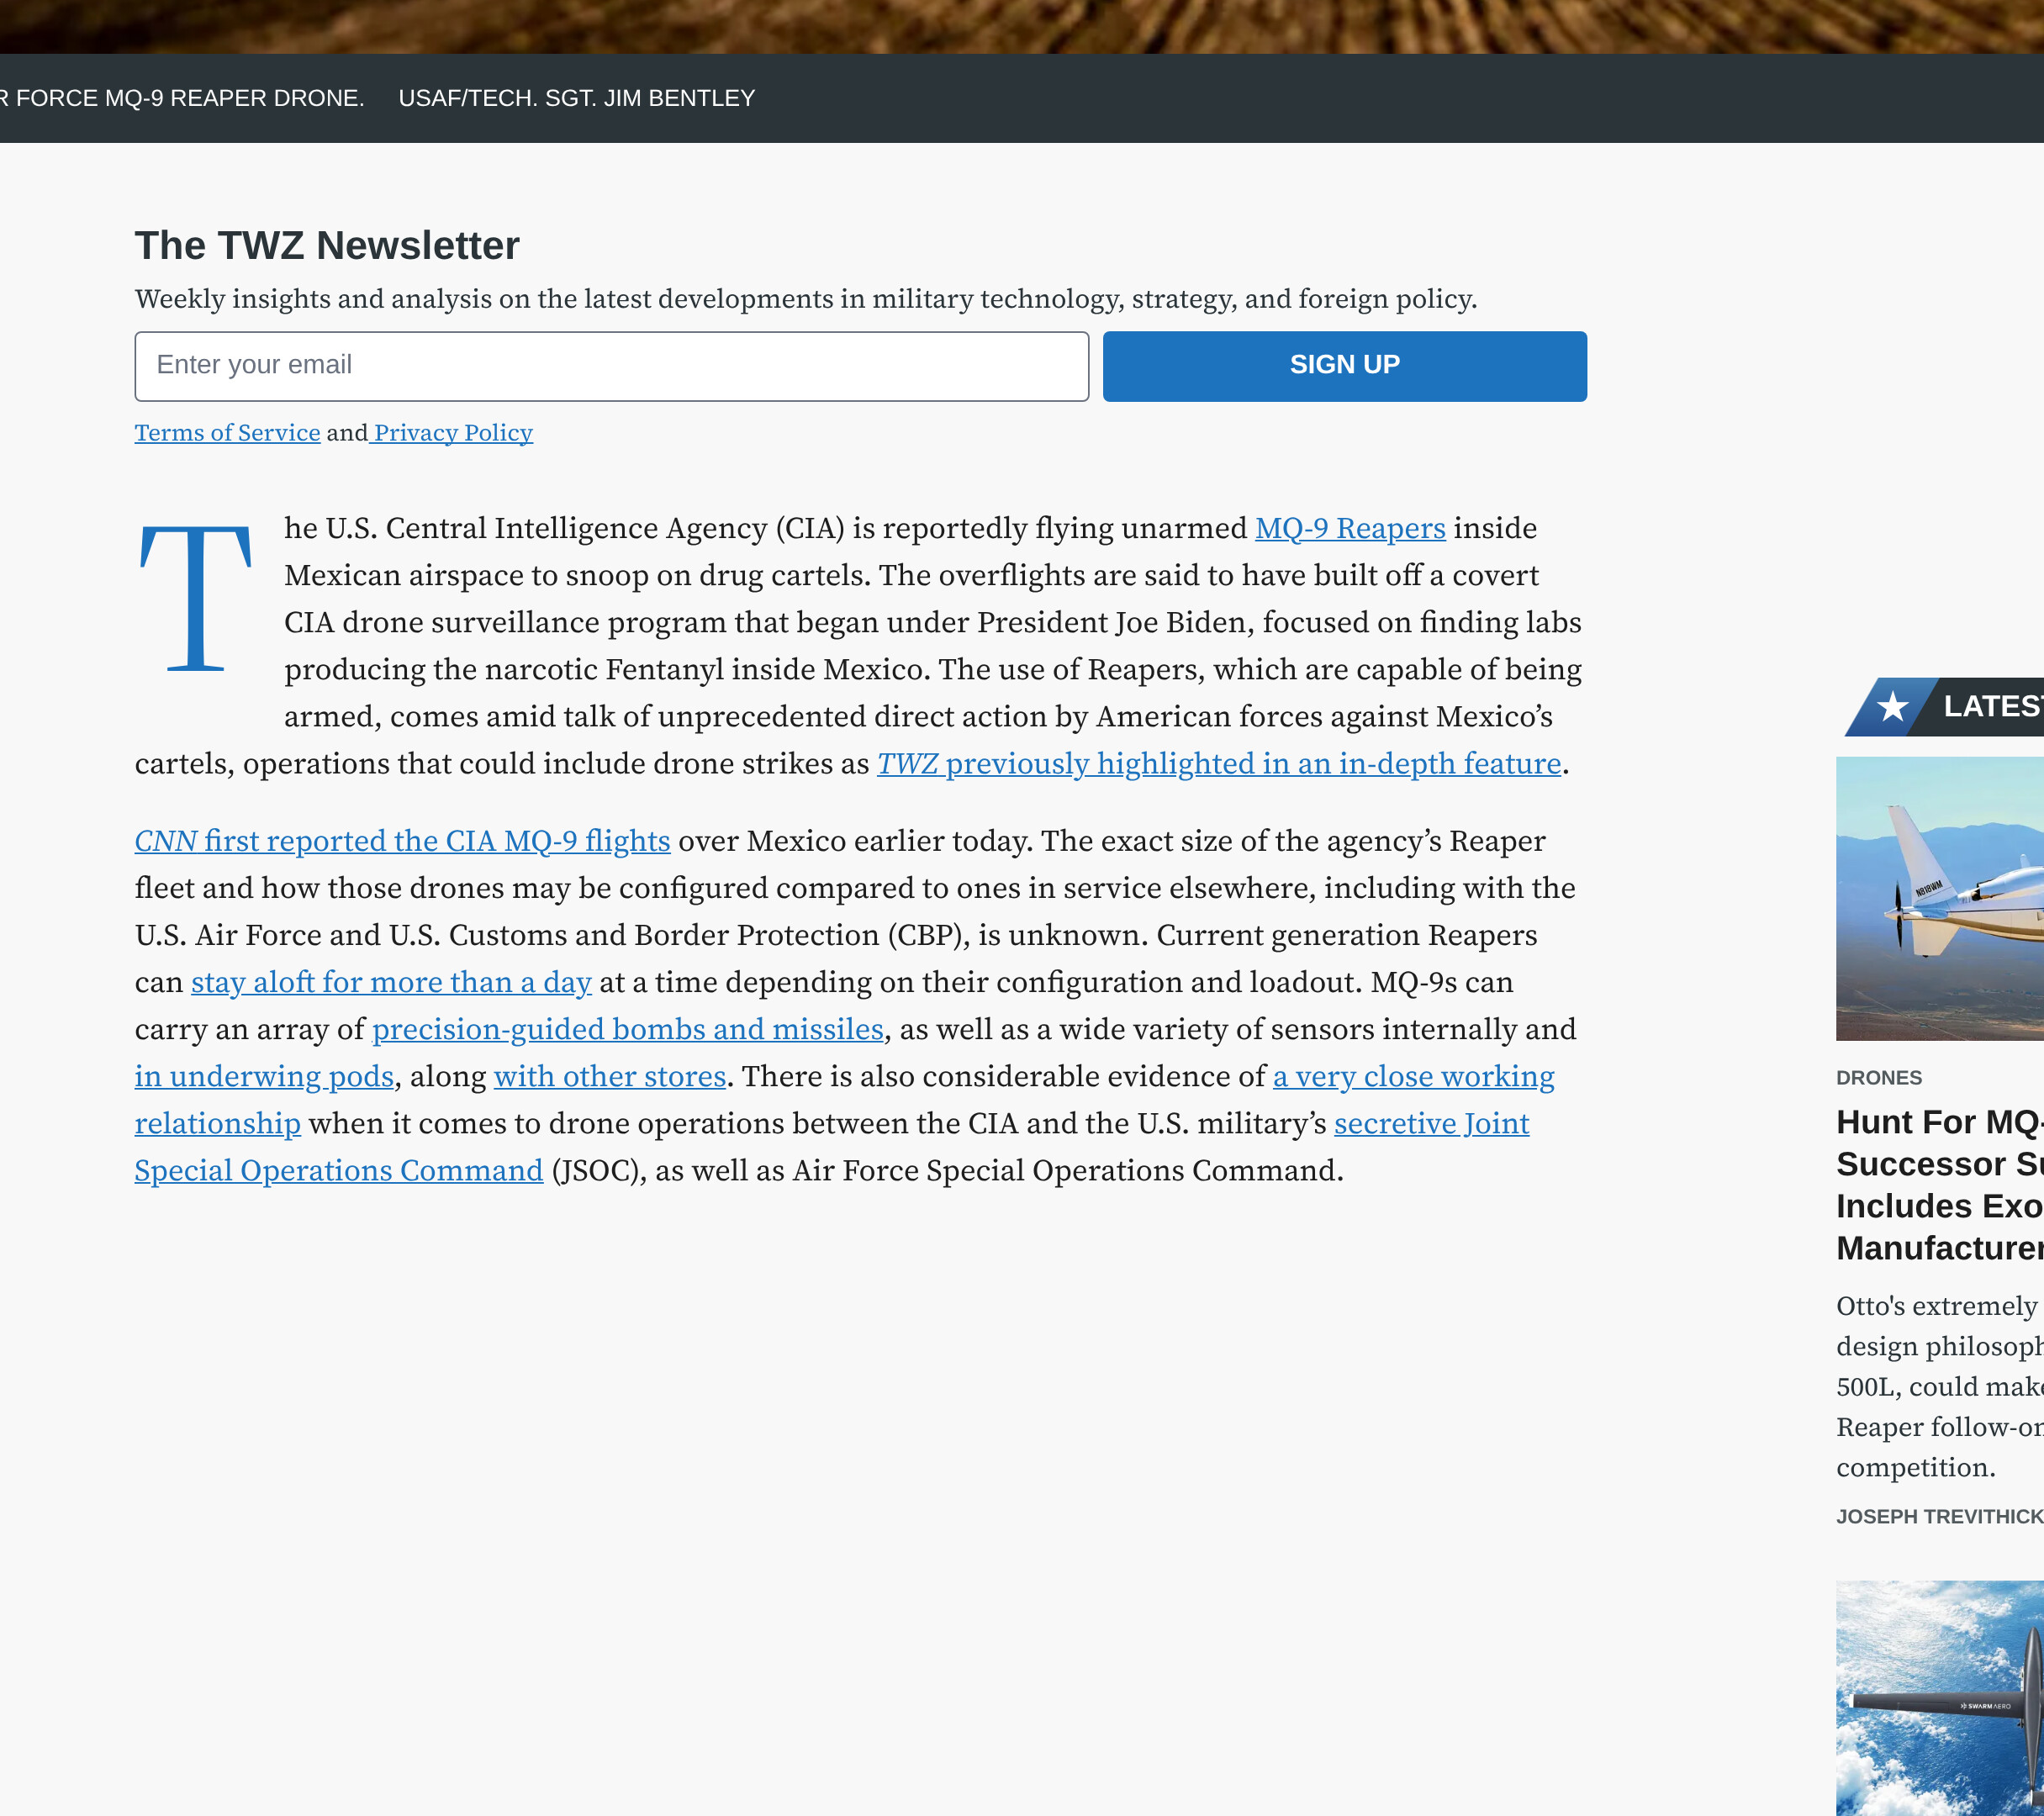 R FORCE MQ-9 REAPER DRONE. USAF/TECH. SGT. JIM BENTLEY
The TWZ Newsletter
Weekly insights and analysis on the latest developments in military technology, strategy, and foreign policy.
Enter your email
SIGN UP
Terms of Service and Privacy Policy
The U.S. Central Intelligence Agency (CIA) is reportedly flying unarmed MQ-9 Reapers inside
Mexican airspace to snoop on drug cartels. The overflights are said to have built off a covert
CIA drone surveillance program that began under President Joe Biden, focused on finding labs
producing the narcotic Fentanyl inside Mexico. The use of Reapers, which are capable of being
armed, comes amid talk of unprecedented direct action by American forces against Mexico’s
cartels, operations that could include drone strikes as TWZ previously highlighted in an in-depth feature.
CNN first reported the CIA MQ-9 flights over Mexico earlier today. The exact size of the agency’s Reaper
fleet and how those drones may be configured compared to ones in service elsewhere, including with the
U.S. Air Force and U.S. Customs and Border Protection (CBP), is unknown. Current generation Reapers
can stay aloft for more than a day at a time depending on their configuration and loadout. MQ-9s can
carry an array of precision-guided bombs and missiles, as well as a wide variety of sensors internally and
in underwing pods, along with other stores. There is also considerable evidence of a very close working
relationship when it comes to drone operations between the CIA and the U.S. military’s secretive Joint
Special Operations Command (JSOC), as well as Air Force Special Operations Command.
LATEST
N818WM
DRONES
Hunt For MQ-
Successor Su
Includes Exo
Manufacturer
Otto's extremely
design philosoph
500L, could make
Reaper follow-on
competition.
JOSEPH TREVITHICK
SWARM AERO